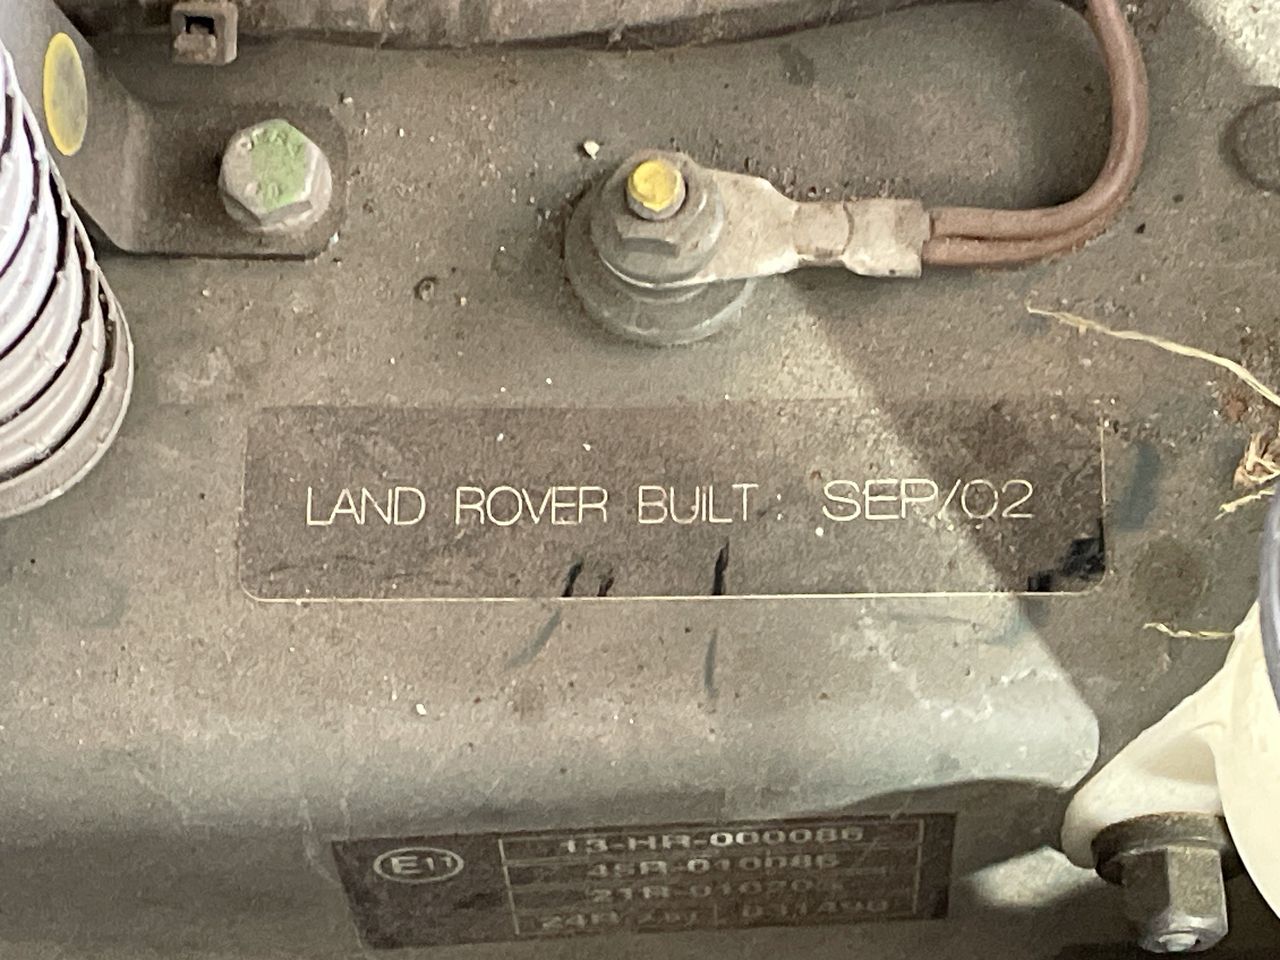 LAND ROVER BUILT: SEP/02
E11
13-HR-000086
45R-010086